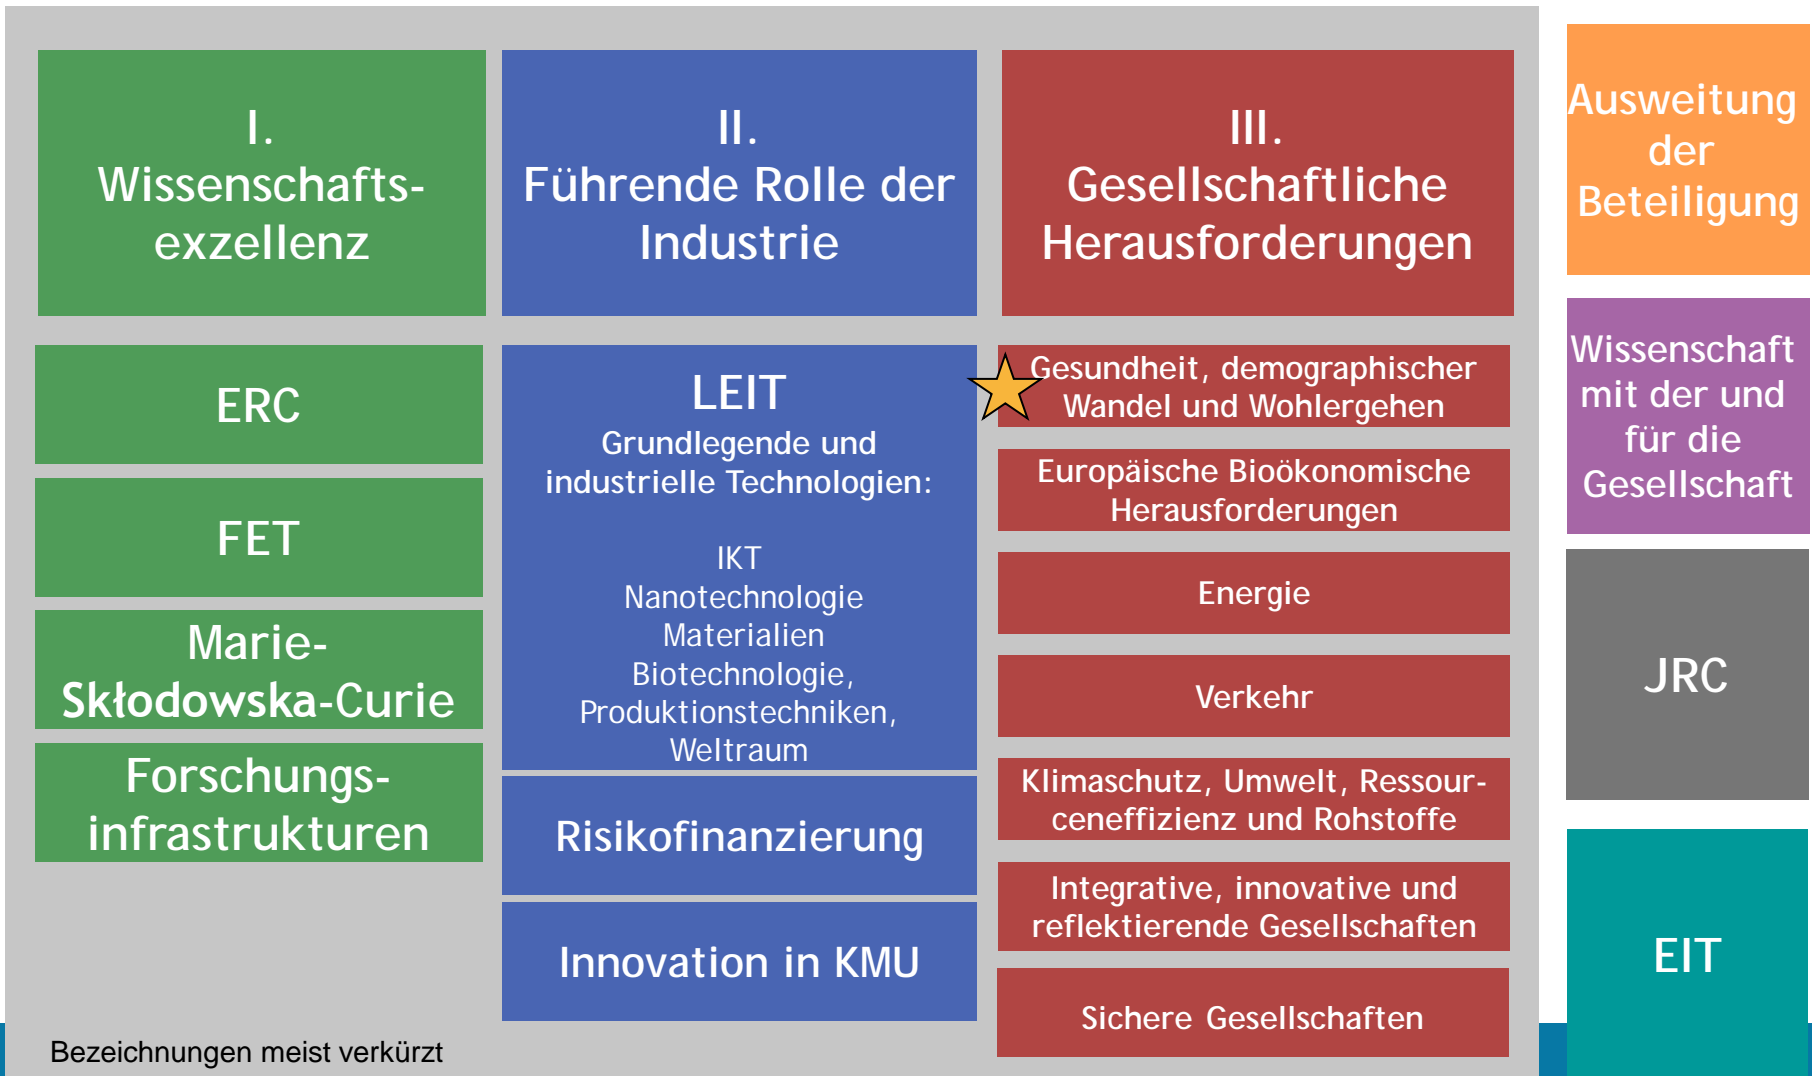 I.
Wissenschafts-
exzellenz
ERC
FET
Marie-
Skłodowska-Curie
Forschungs-
infrastrukturen
II.
Führende Rolle der
Industrie
LEIT
Grundlegende und
industrielle Technologien:
IKT
Nanotechnologie
Materialien
Biotechnologie,
Produktionstechniken,
Weltraum
Risikofinanzierung
Innovation in KMU
III.
Gesellschaftliche
Herausforderungen
Gesundheit, demographischer
Wandel und Wohlergehen
Europäische Bioökonomische
Herausforderungen
Energie
Verkehr
Klimaschutz, Umwelt, Ressour-
ceneffizienz und Rohstoffe
Integrative, innovative und
reflektierende Gesellschaften
Sichere Gesellschaften
Ausweitung
der
Beteiligung
Wissenschaft
mit der und
für die
Gesellschaft
JRC
EIT
Bezeichnungen meist verkürzt